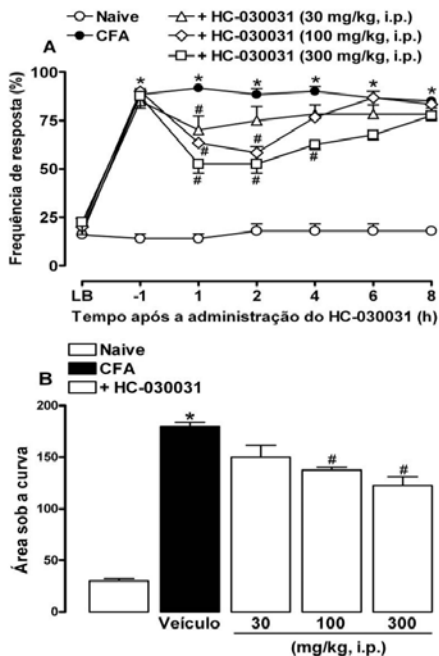 Naive
CFA
+ HC-030031 (30 mg/kg, i.p.)
+ HC-030031 (100 mg/kg, i.p.)
+ HC-030031 (300 mg/kg, i.p.)
A
Frequência de resposta (%)
100
75
50
25
0
* * * * * *
# # # # # #
LB -1 1 2 4 6 8
Tempo após a administração do HC-030031 (h)
Naive
CFA
+ HC-030031
B
Área sob a curva
200
150
100
50
0
*
# #
Veículo 30 100 300
(mg/kg, i.p.)